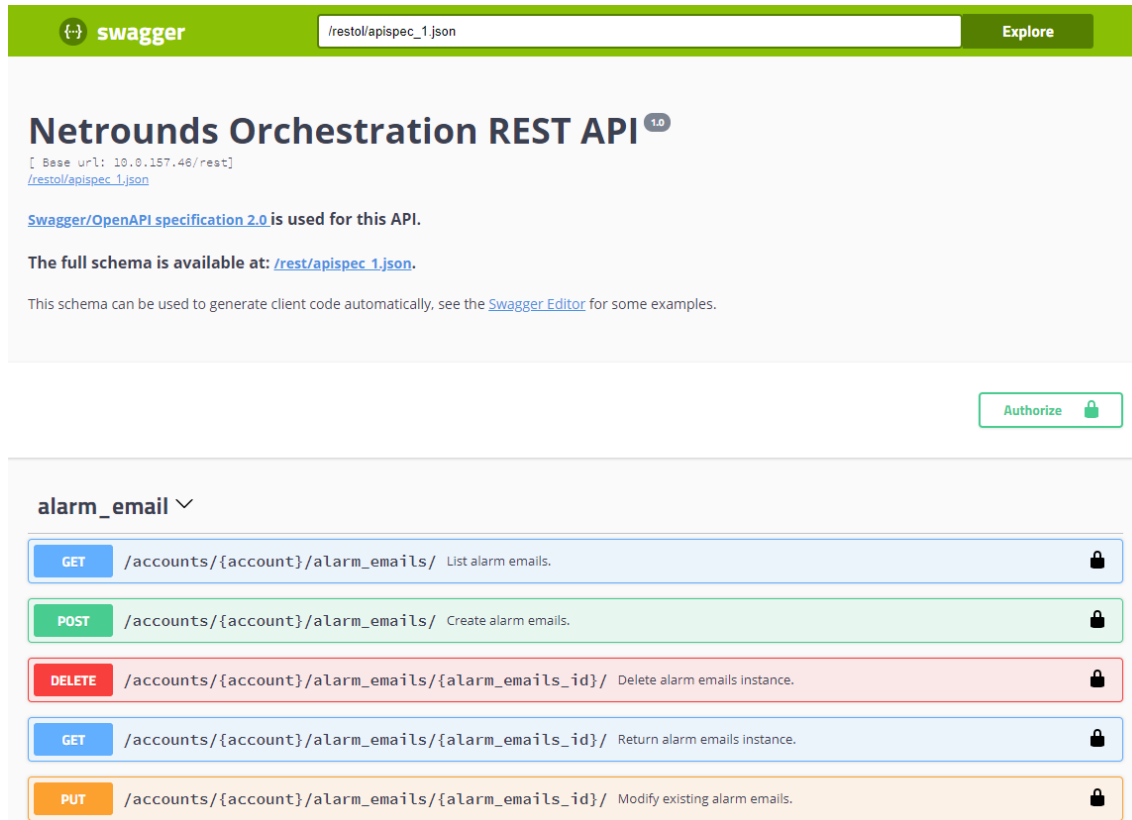 swagger
/restol/apispec_1.json
Explore
Netrounds Orchestration REST API 1.0
[ Base url: 10.0.157.46/rest]
/restol/apispec_1.json
Swagger/OpenAPI specification 2.0 is used for this API.
The full schema is available at: /rest/apispec_1.json.
This schema can be used to generate client code automatically, see the Swagger Editor for some examples.
Authorize
alarm_email
GET /accounts/{account}/alarm_emails/ List alarm emails.
POST /accounts/{account}/alarm_emails/ Create alarm emails.
DELETE /accounts/{account}/alarm_emails/{alarm_emails_id}/ Delete alarm emails instance.
GET /accounts/{account}/alarm_emails/{alarm_emails_id}/ Return alarm emails instance.
PUT /accounts/{account}/alarm_emails/{alarm_emails_id}/ Modify existing alarm emails.